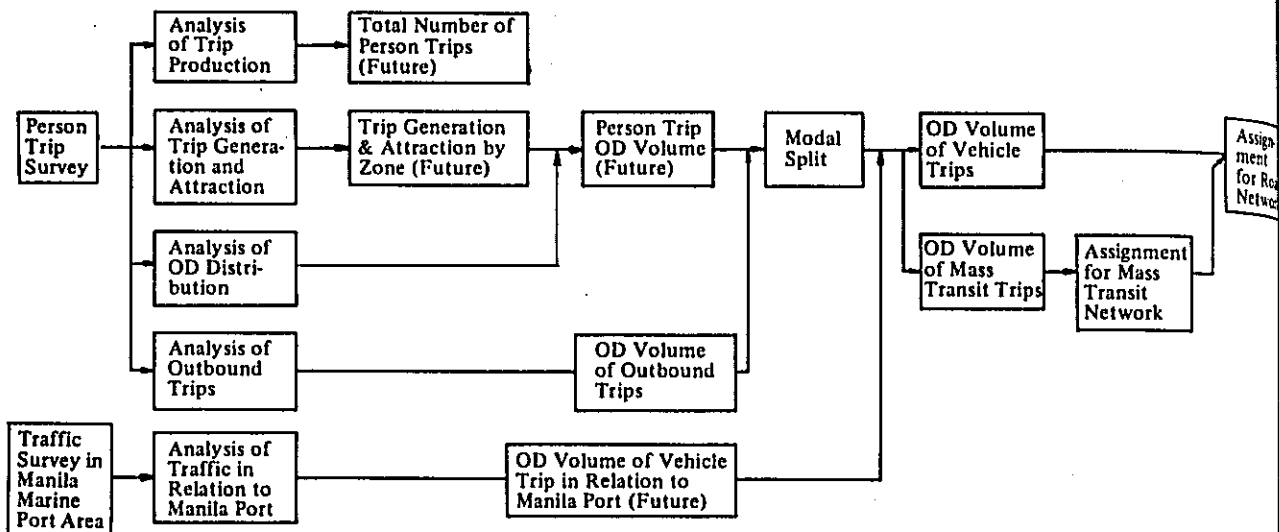 Analysis
of Trip
Production
Total Number of
Person Trips
(Future)
Person
Trip
Survey
Analysis of
Trip Genera-
tion and
Attraction
Trip Generation
& Attraction by
Zone (Future)
Person Trip
OD Volume
(Future)
Modal
Split
OD Volume
of Vehicle
Trips
Assign-
ment
for
Analysis
of OD Distri-
bution
OD Volume
of Mass
Transit Trips
Assignment
for Mass
Transit
Network
Analysis of
Outbound
Trips
OD Volume
of Outbound
Trips
Traffic
Survey in
Manila
Marine
Port Area
Analysis of
Traffic in
Relation to
Manila Port
OD Volume of Vehicle
Trip in Relation to
Manila Port (Future)